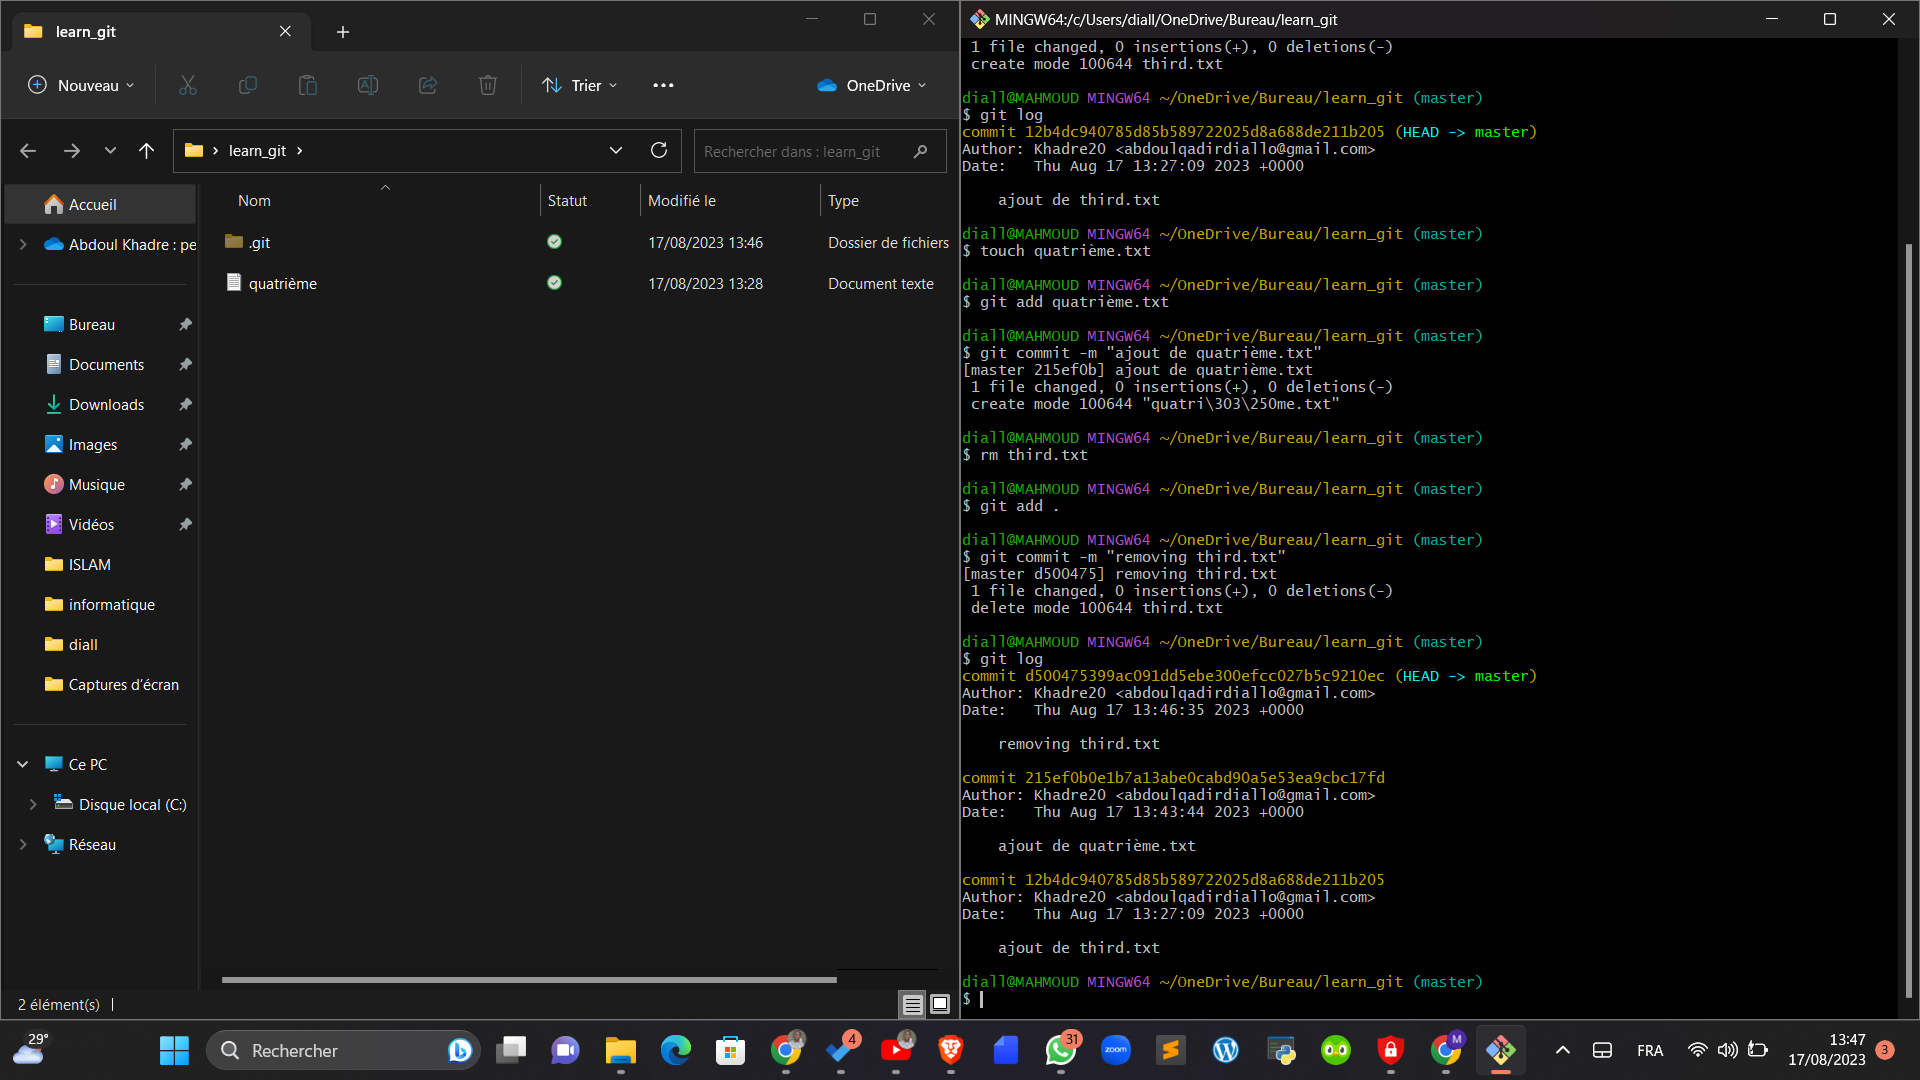 learn_git
Nouveau
Trier
OneDrive
learn_git
Rechercher dans : learn_git
Nom
Statut
Modifié le
Type
.git
17/08/2023 13:46
Dossier de fichiers
quatrième
17/08/2023 13:28
Document texte
Accueil
Abdoul Khadre : pe
Bureau
Documents
Downloads
Images
Musique
Vidéos
ISLAM
informatique
diall
Captures d’écran
Ce PC
Disque local (C:)
Réseau
2 élément(s)
MINGW64:/c/Users/diall/OneDrive/Bureau/learn_git
1 file changed, 0 insertions(+), 0 deletions(-)
create mode 100644 third.txt
diall@MAHMOUD MINGW64 ~/OneDrive/Bureau/learn_git (master)
$ git log
commit 12b4dc940785d85b589722025d8a688de211b205 (HEAD -> master)
Author: Khadre20 <abdoulqadirdiallo@gmail.com>
Date:   Thu Aug 17 13:27:09 2023 +0000
ajout de third.txt
diall@MAHMOUD MINGW64 ~/OneDrive/Bureau/learn_git (master)
$ touch quatrième.txt
diall@MAHMOUD MINGW64 ~/OneDrive/Bureau/learn_git (master)
$ git add quatrième.txt
diall@MAHMOUD MINGW64 ~/OneDrive/Bureau/learn_git (master)
$ git commit -m "ajout de quatrième.txt"
[master 215ef0b] ajout de quatrième.txt
1 file changed, 0 insertions(+), 0 deletions(-)
create mode 100644 "quatri\303\250me.txt"
diall@MAHMOUD MINGW64 ~/OneDrive/Bureau/learn_git (master)
$ rm third.txt
diall@MAHMOUD MINGW64 ~/OneDrive/Bureau/learn_git (master)
$ git add .
diall@MAHMOUD MINGW64 ~/OneDrive/Bureau/learn_git (master)
$ git commit -m "removing third.txt"
[master d500475] removing third.txt
1 file changed, 0 insertions(+), 0 deletions(-)
delete mode 100644 third.txt
diall@MAHMOUD MINGW64 ~/OneDrive/Bureau/learn_git (master)
$ git log
commit d500475399ac091dd5ebe300efcc027b5c9210ec (HEAD -> master)
Author: Khadre20 <abdoulqadirdiallo@gmail.com>
Date:   Thu Aug 17 13:46:35 2023 +0000
removing third.txt
commit 215ef0b0e1b7a13abe0cabd90a5e53ea9cbc17fd
Author: Khadre20 <abdoulqadirdiallo@gmail.com>
Date:   Thu Aug 17 13:43:44 2023 +0000
ajout de quatrième.txt
commit 12b4dc940785d85b589722025d8a688de211b205
Author: Khadre20 <abdoulqadirdiallo@gmail.com>
Date:   Thu Aug 17 13:27:09 2023 +0000
ajout de third.txt
diall@MAHMOUD MINGW64 ~/OneDrive/Bureau/learn_git (master)
$
29°
Rechercher
4
31
zoom
M
FRA
13:47
17/08/2023
3